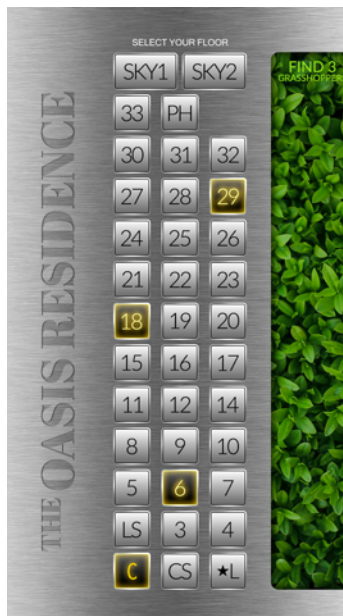 SELECT YOUR FLOOR
SKY1 SKY2
FIND 3
GRASSHOPPER
33 PH
30 31 32
27 28 29
24 25 26
21 22 23
18 19 20
15 16 17
11 12 14
8 9 10
5 6 7
LS 3 4
C CS ★L
THE OASIS RESIDENCE